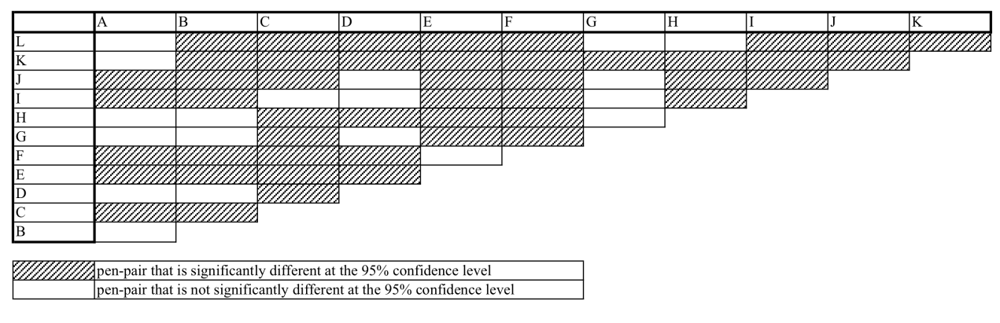 A B C D E F G H I J K
L
K
J
I
H
G
F
E
D
C
B
pen-pair that is significantly different at the 95% confidence level
pen-pair that is not significantly different at the 95% confidence level